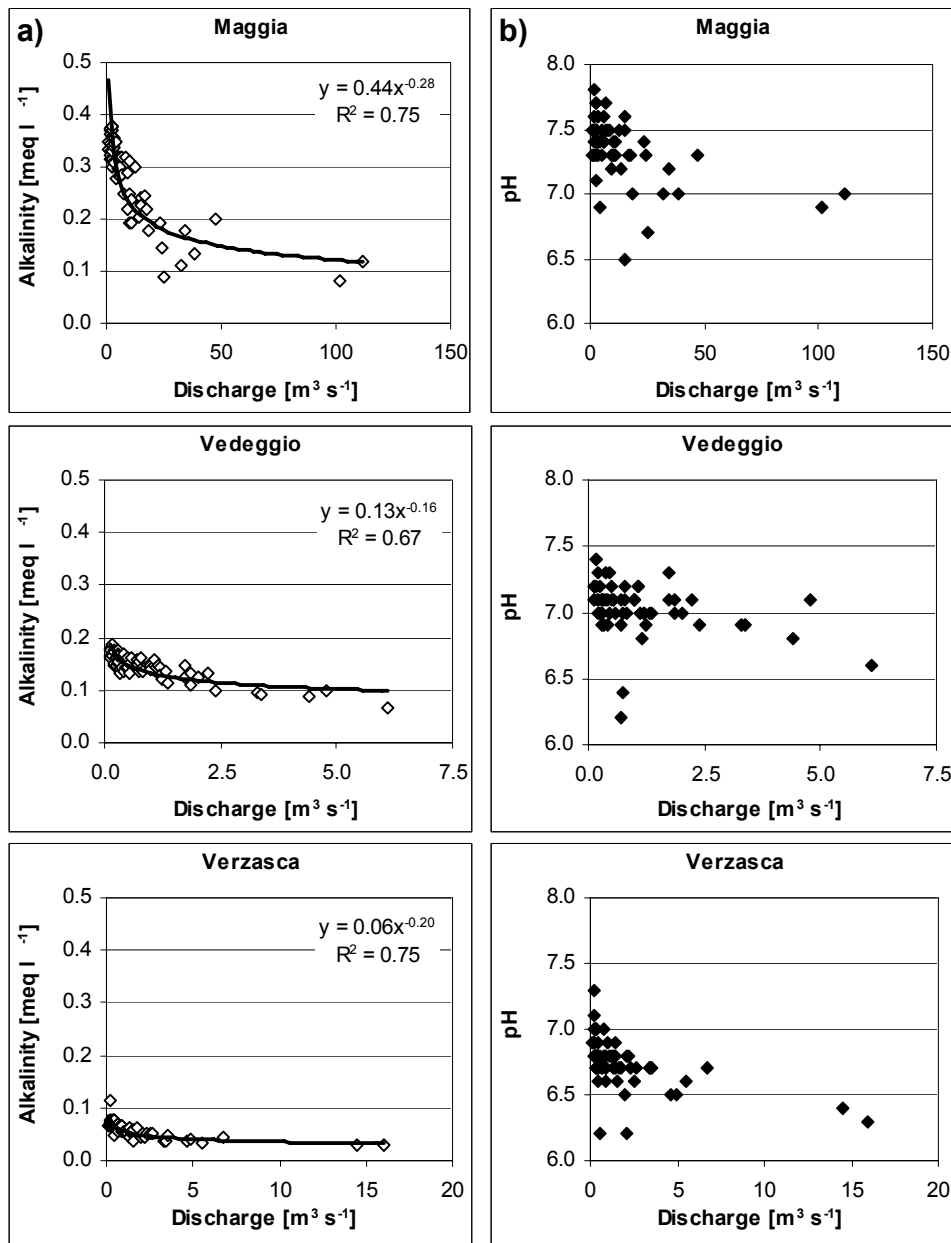 a)
Maggia
Alkalinity [meq l ⁻¹]
0.5
0.4
0.3
0.2
0.1
0.0
y = 0.44x⁻⁰·²⁸
R² = 0.75
0 50 100 150
Discharge [m³ s⁻¹]
b)
Maggia
pH
8.0
7.5
7.0
6.5
6.0
0 50 100 150
Discharge [m³ s⁻¹]
Vedeggio
Alkalinity [meq l ⁻¹]
0.5
0.4
0.3
0.2
0.1
0.0
y = 0.13x⁻⁰·¹⁶
R² = 0.67
0.0 2.5 5.0 7.5
Discharge [m³ s⁻¹]
Vedeggio
pH
8.0
7.5
7.0
6.5
6.0
0.0 2.5 5.0 7.5
Discharge [m³ s⁻¹]
Verzasca
Alkalinity [meq l ⁻¹]
0.5
0.4
0.3
0.2
0.1
0.0
y = 0.06x⁻⁰·²⁰
R² = 0.75
0 5 10 15 20
Discharge [m³ s⁻¹]
Verzasca
pH
8.0
7.5
7.0
6.5
6.0
0 5 10 15 20
Discharge [m³ s⁻¹]